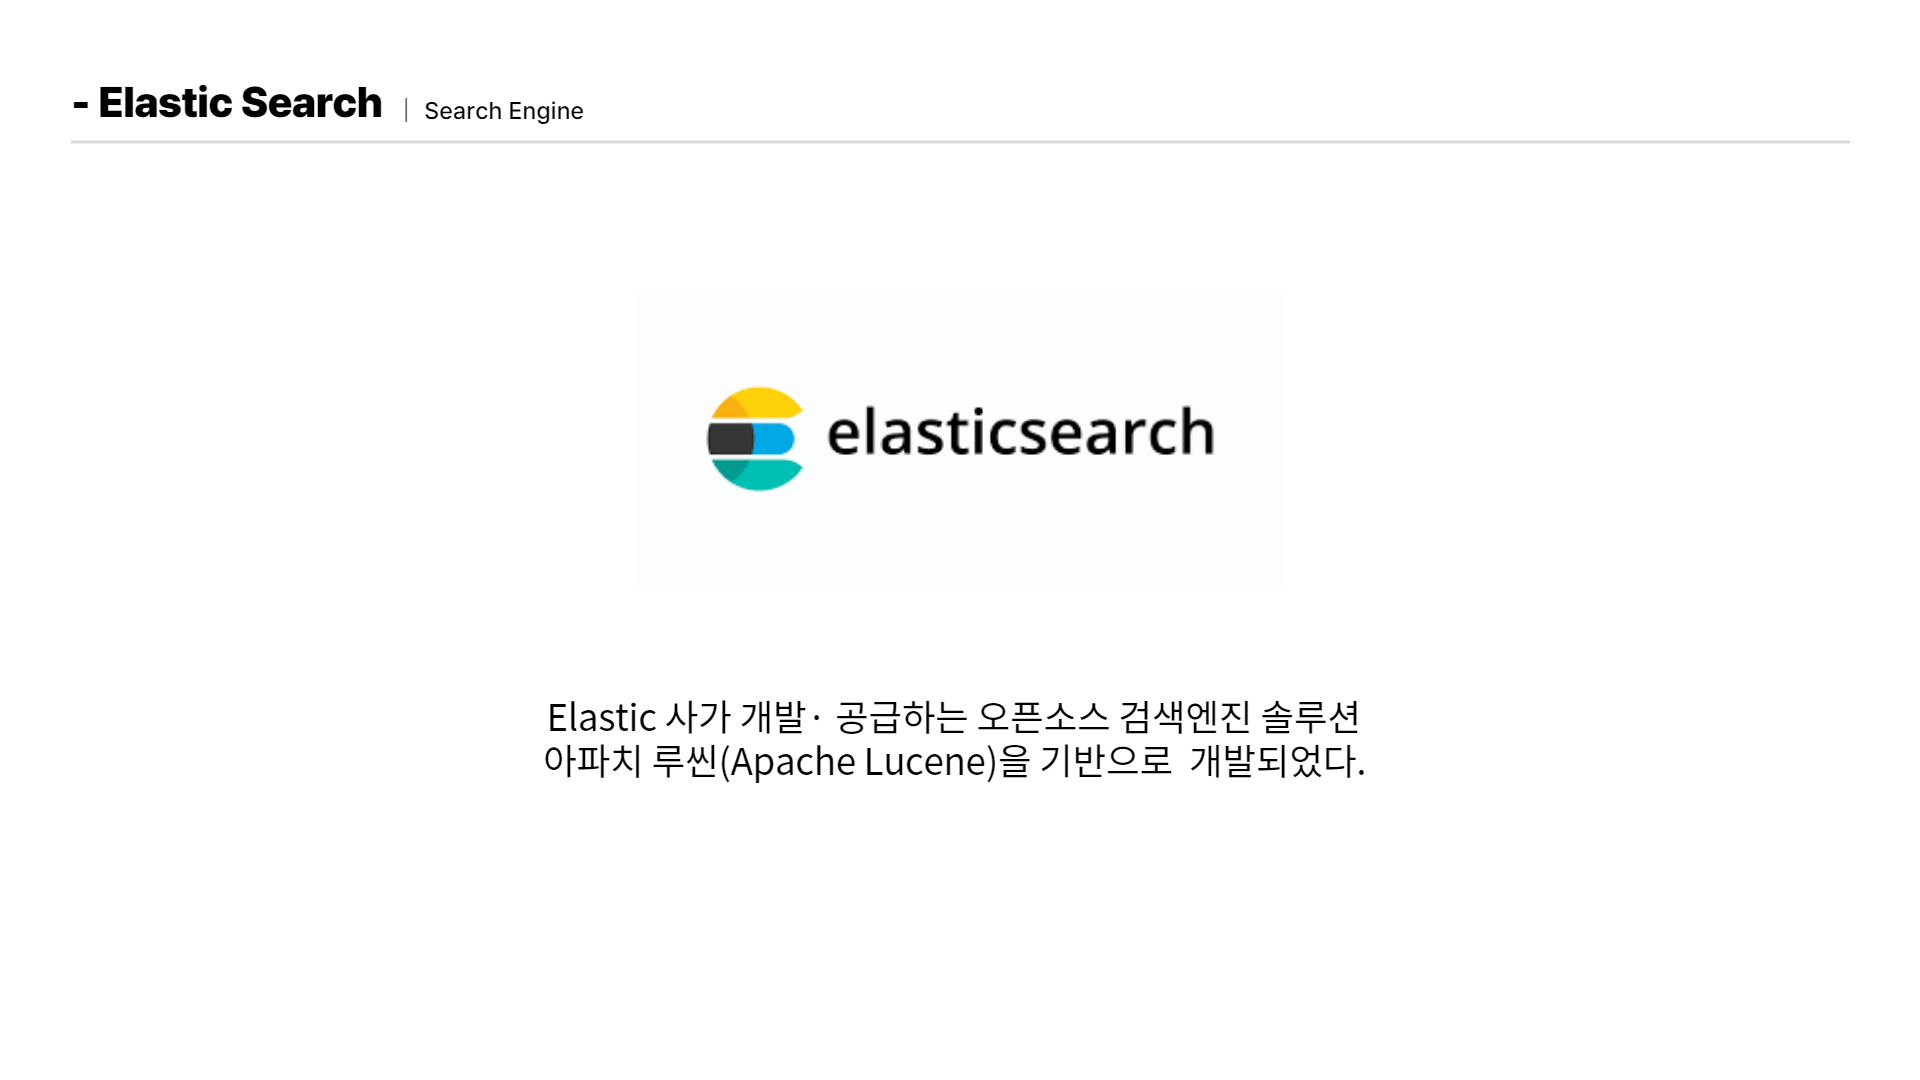 - Elastic Search | Search Engine
elasticsearch
Elastic 사가 개발· 공급하는 오픈소스 검색엔진 솔루션
아파치 루씬(Apache Lucene)을 기반으로  개발되었다.